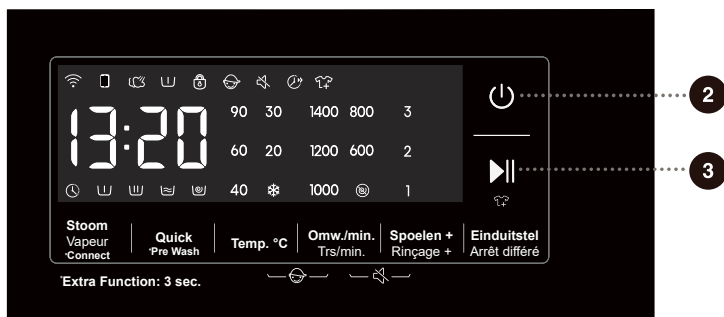 90 30 1400 800 3
13:20
60 20 1200 600 2
40 1000 1
2
3
Stoom
Vapeur
*Connect
Quick
*Pre Wash
Temp. °C
Omw./min.
Trs/min.
Spoelen +
Rinçage +
Einduitstel
Arrêt différé
*Extra Function: 3 sec.